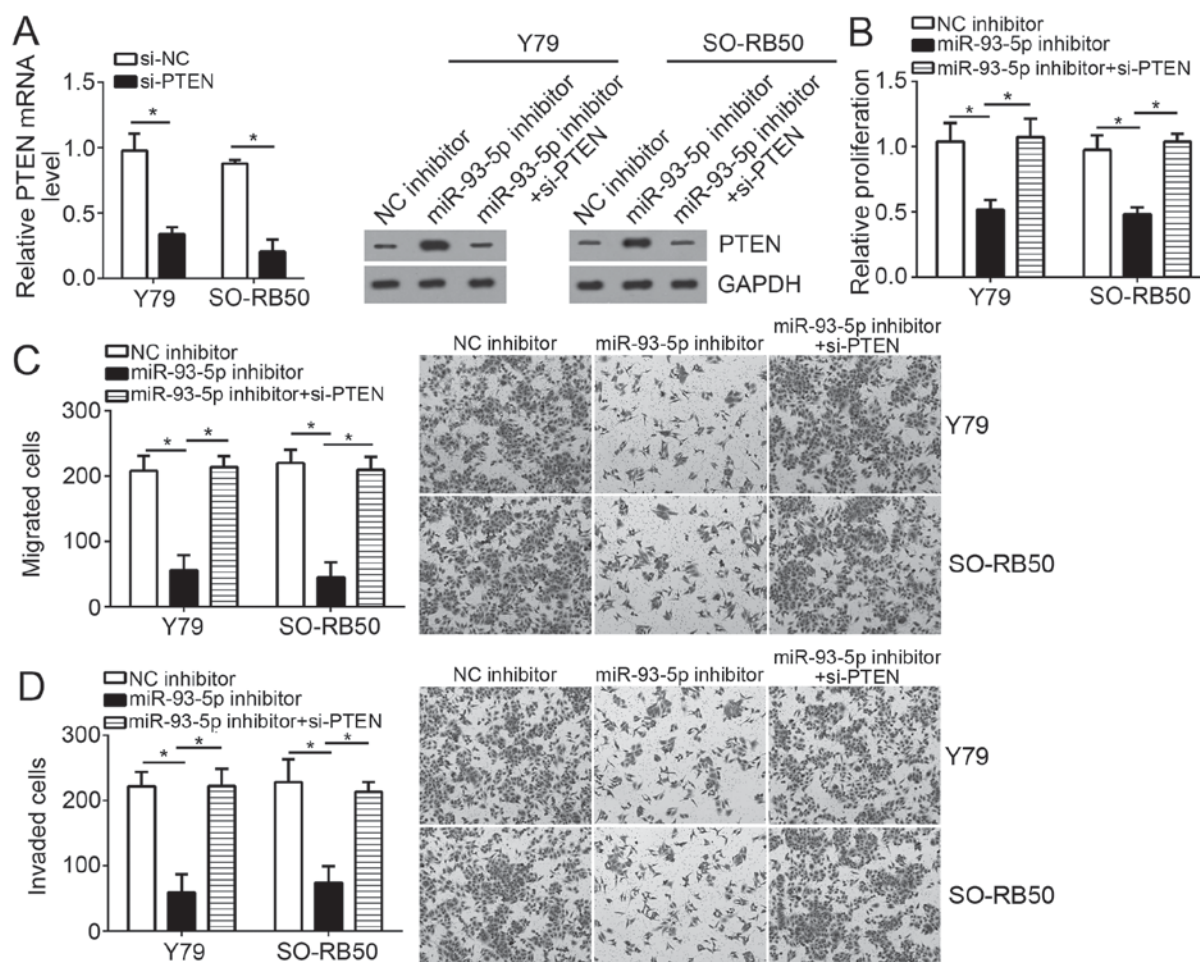 A
si-NC
si-PTEN
Relative PTEN mRNA
level
1.5
1.0
0.5
0.0
*
*
Y79
SO-RB50
Y79
SO-RB50
NC inhibitor
miR-93-5p inhibitor
miR-93-5p inhibitor
+si-PTEN
NC inhibitor
miR-93-5p inhibitor
miR-93-5p inhibitor
+si-PTEN
PTEN
GAPDH
B
NC inhibitor
miR-93-5p inhibitor
miR-93-5p inhibitor+si-PTEN
Relative proliferation
1.5
1.0
0.5
0.0
*
*
*
*
Y79
SO-RB50
C
NC inhibitor
miR-93-5p inhibitor
miR-93-5p inhibitor+si-PTEN
Migrated cells
300
200
100
0
*
*
*
*
Y79
SO-RB50
NC inhibitor
miR-93-5p inhibitor
miR-93-5p inhibitor
+si-PTEN
Y79
SO-RB50
D
NC inhibitor
miR-93-5p inhibitor
miR-93-5p inhibitor+si-PTEN
Invaded cells
300
200
100
0
*
*
*
*
Y79
SO-RB50
NC inhibitor
miR-93-5p inhibitor
miR-93-5p inhibitor
+si-PTEN
Y79
SO-RB50